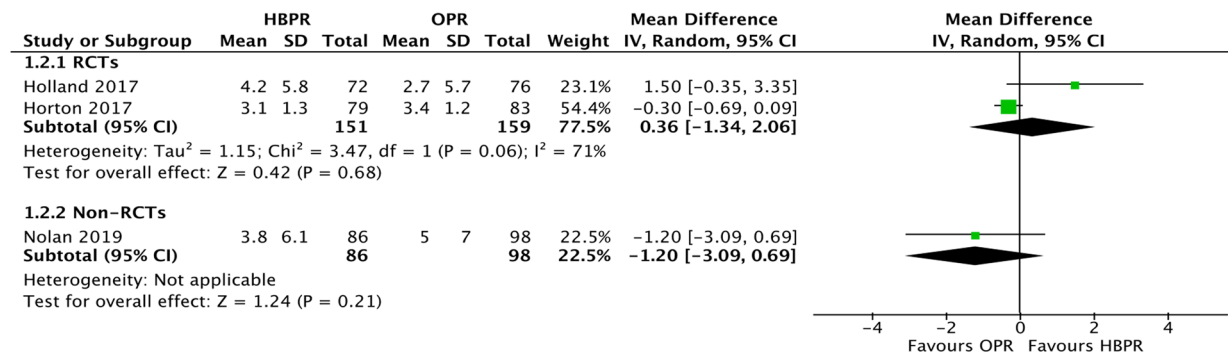 HBPR OPR Mean Difference Mean Difference
Study or Subgroup Mean SD Total Mean SD Total Weight IV, Random, 95% CI IV, Random, 95% CI
1.2.1 RCTs
Holland 2017 4.2 5.8 72 2.7 5.7 76 23.1% 1.50 [-0.35, 3.35]
Horton 2017 3.1 1.3 79 3.4 1.2 83 54.4% -0.30 [-0.69, 0.09]
Subtotal (95% CI) 151 159 77.5% 0.36 [-1.34, 2.06]
Heterogeneity: Tau² = 1.15; Chi² = 3.47, df = 1 (P = 0.06); I² = 71%
Test for overall effect: Z = 0.42 (P = 0.68)
1.2.2 Non-RCTs
Nolan 2019 3.8 6.1 86 5 7 98 22.5% -1.20 [-3.09, 0.69]
Subtotal (95% CI) 86 98 22.5% -1.20 [-3.09, 0.69]
Heterogeneity: Not applicable
Test for overall effect: Z = 1.24 (P = 0.21)
-4 -2 0 2 4
Favours OPR Favours HBPR